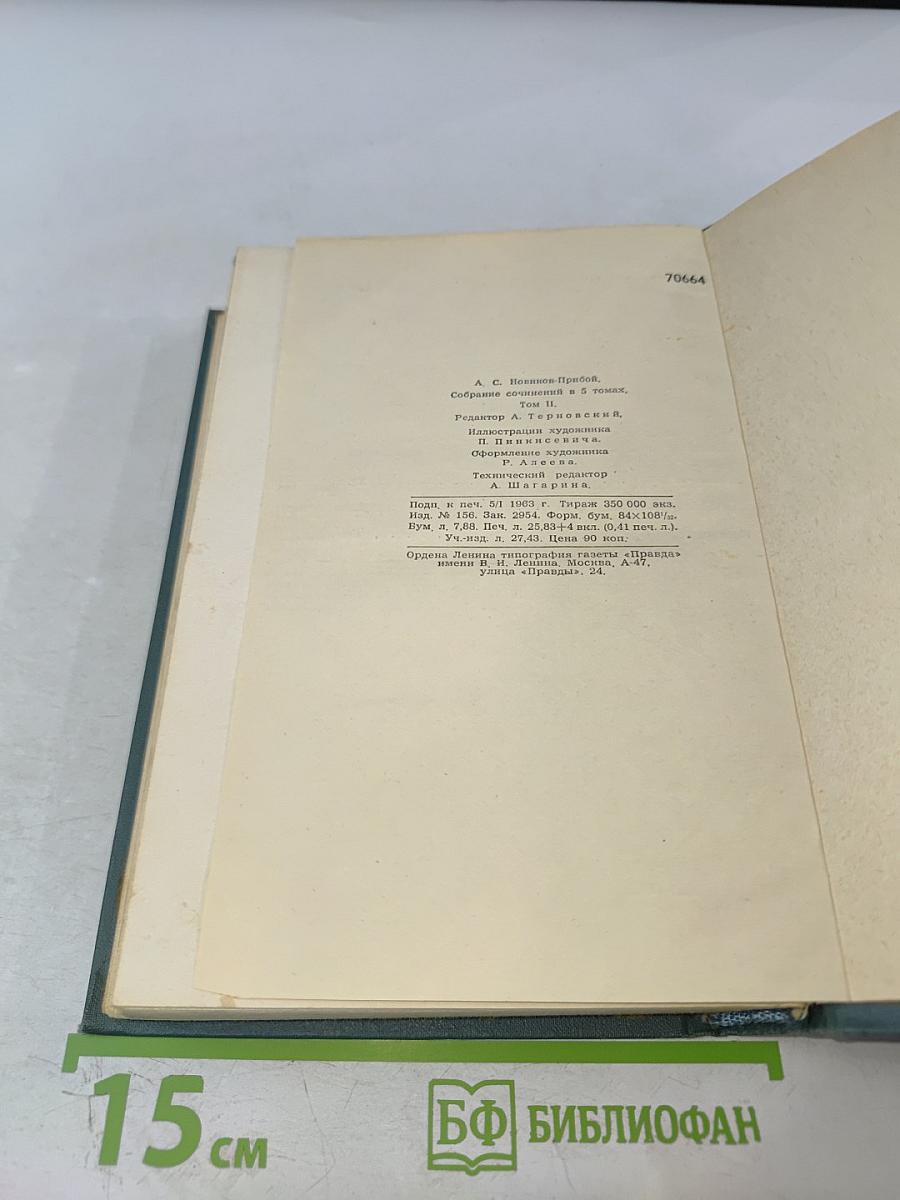 70664
А. С. Новиков-Прибой.
Собрание сочинений в 5 томах.
Том II.
Редактор А. Терновский.
Иллюстрации художника
П. Пинкисевича.
Оформление художника
Р. Алеева.
Технический редактор
А. Шагарина.
Подп. к печ. 5/I 1963 г. Тираж 350 000 экз.
Изд. № 156. Зак. 2954. Форм. бум. 84×108¹/₃₂.
Бум. л. 7,88. Печ. л. 25,83+4 вкл. (0,41 печ. л.).
Уч.-изд. л. 27,43. Цена 90 коп.
Ордена Ленина типография газеты «Правда»
имени В. И. Ленина. Москва, А-47,
улица «Правды», 24.
15 см
БФ БИБЛИОФАН